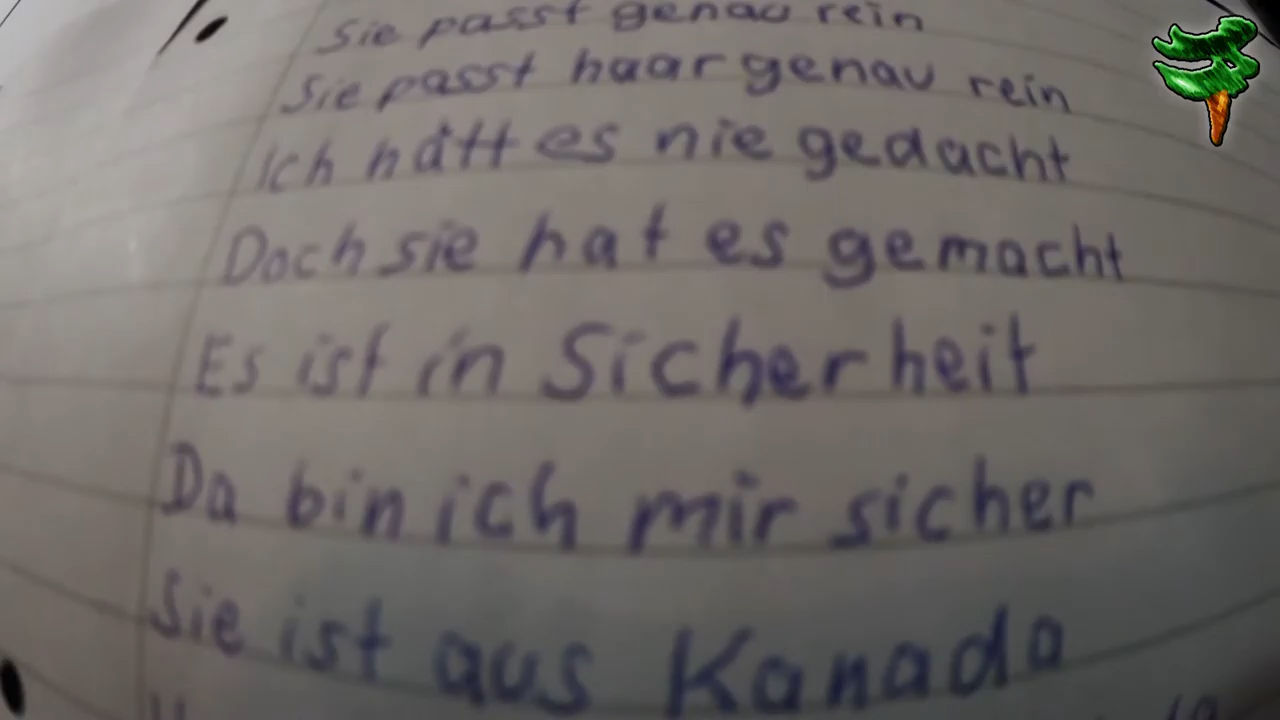 Sie passt genau rein
Sie passt haargenau rein
Ich hätt es nie gedacht
Doch sie hat es gemacht
Es ist in Sicherheit
Da bin ich mir sicher
Sie ist aus Kanada